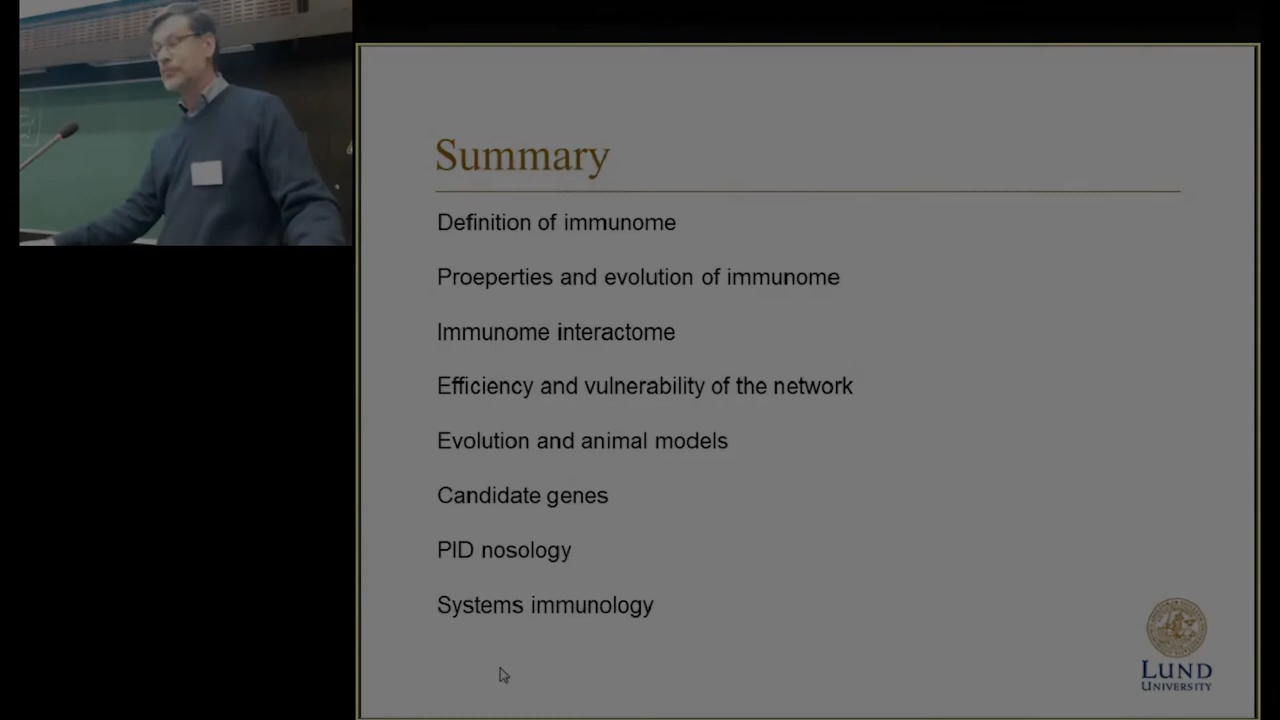 Summary
Definition of immunome
Proeperties and evolution of immunome
Immunome interactome
Efficiency and vulnerability of the network
Evolution and animal models
Candidate genes
PID nosology
Systems immunology
LUND
UNIVERSITY